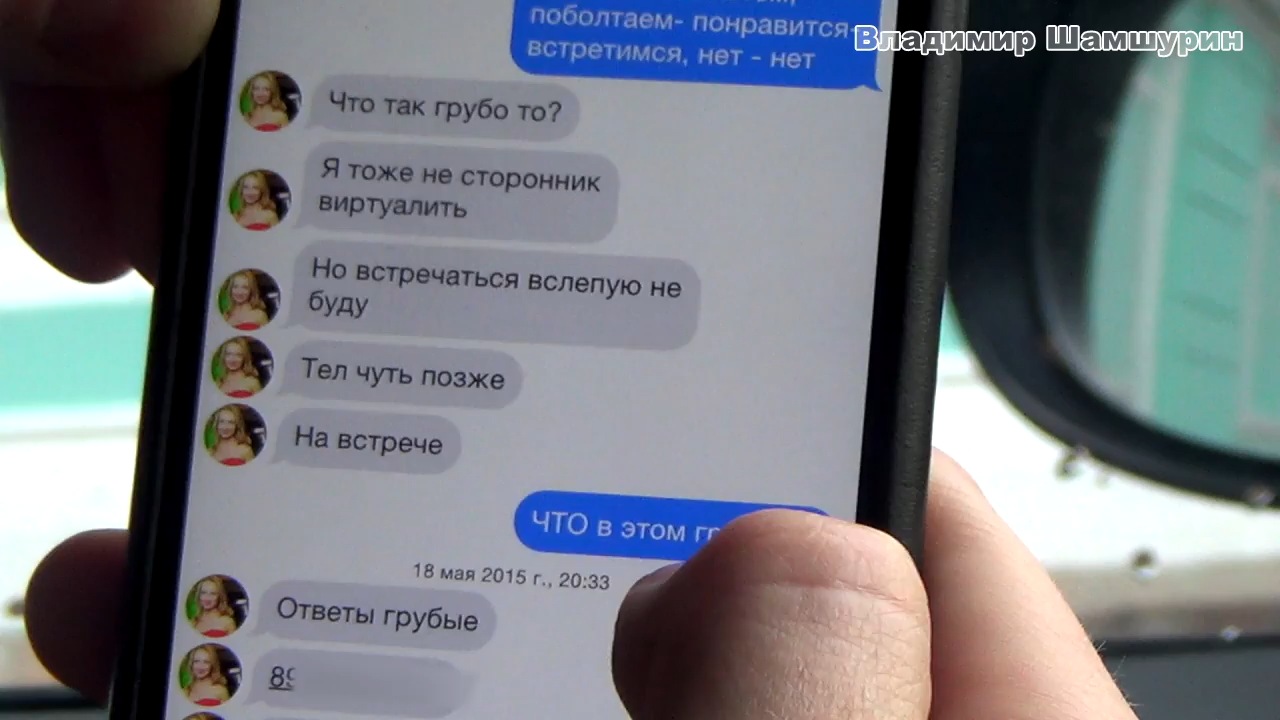 поболтаем- понравится-
встретимся, нет - нет
Владимир Шамшурин
Что так грубо то?
Я тоже не сторонник
виртуалить
Но встречаться вслепую не
буду
Тел чуть позже
На встрече
ЧТО в этом
18 мая 2015 г., 20:33
Ответы грубые